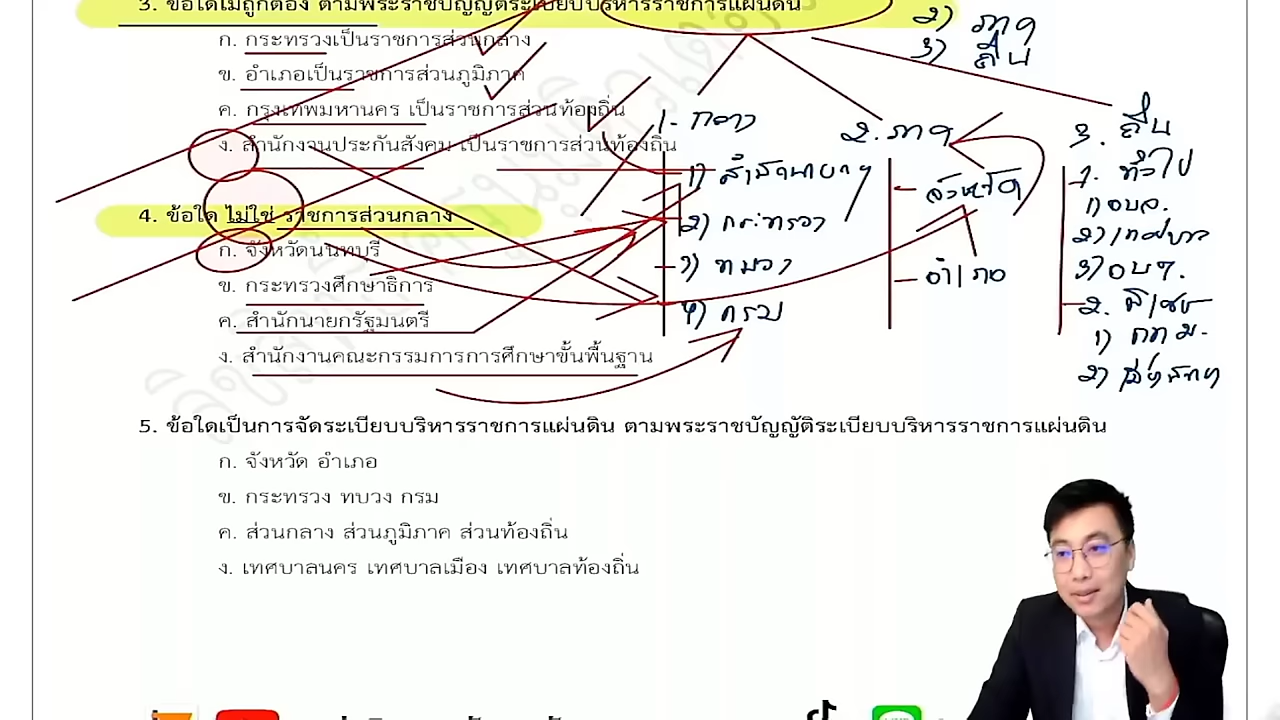 3. ข้อใดไม่ถูกต้อง ตามพระราชบัญญัติระเบียบบริหารราชการแผ่นดิน
ก. กระทรวงเป็นราชการส่วนกลาง
ข. อำเภอเป็นราชการส่วนภูมิภาค
ค. กรุงเทพมหานคร เป็นราชการส่วนท้องถิ่น
ง. สำนักงานประกันสังคม เป็นราชการส่วนท้องถิ่น
4. ข้อใด ไม่ใช่ ราชการส่วนกลาง
ก. จังหวัดนนทบุรี
ข. กระทรวงศึกษาธิการ
ค. สำนักนายกรัฐมนตรี
ง. สำนักงานคณะกรรมการการศึกษาขั้นพื้นฐาน
5. ข้อใดเป็นการจัดระเบียบบริหารราชการแผ่นดิน ตามพระราชบัญญัติระเบียบบริหารราชการแผ่นดิน
ก. จังหวัด อำเภอ
ข. กระทรวง ทบวง กรม
ค. ส่วนกลาง ส่วนภูมิภาค ส่วนท้องถิ่น
ง. เทศบาลนคร เทศบาลเมือง เทศบาลท้องถิ่น
2) ภาค
3) ถิ่น
1. กลาง
1) สำนักนายกฯ
2) กระทรวง
3) ทบวง
4) กรม
2. ภาค
จังหวัด
อำเภอ
3. ถิ่น
1. ทั่วไป
1) อบจ.
2) เทศบาล
3) อบต.
2. พิเศษ
1) กทม.
2) เมืองพัทยา